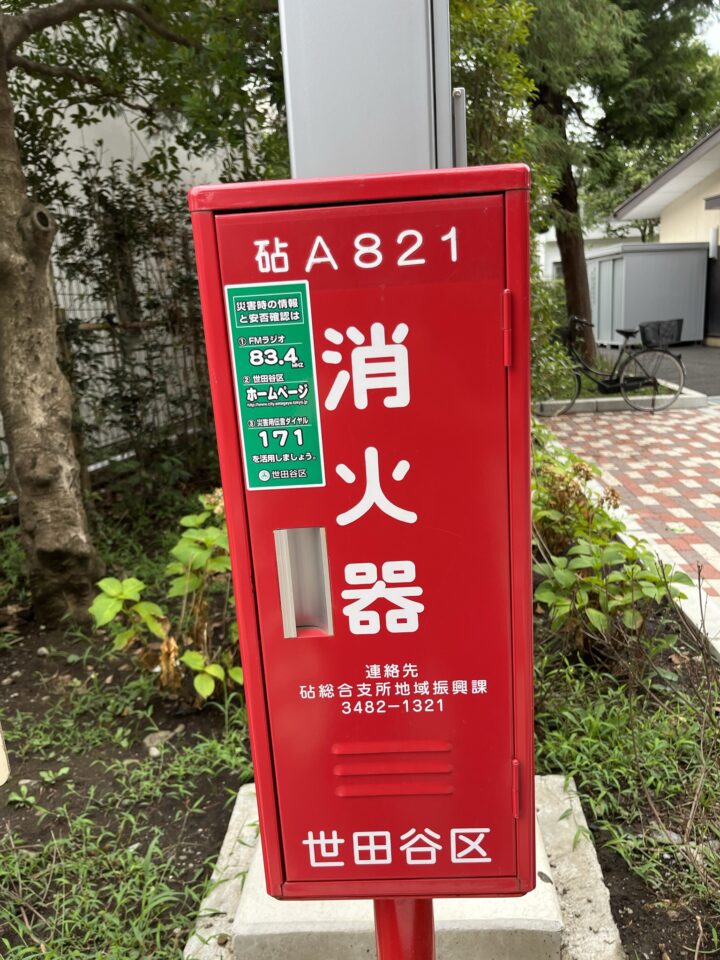 砧A821
災害時の情報
と安否確認は
① FMラジオ
83.4MHZ
② 世田谷区
ホームページ
③ 災害用伝言ダイヤル
171
を活用しましょう。
世田谷区
消
火
器
連絡先
砧総合支所地域振興課
3482-1321
世田谷区